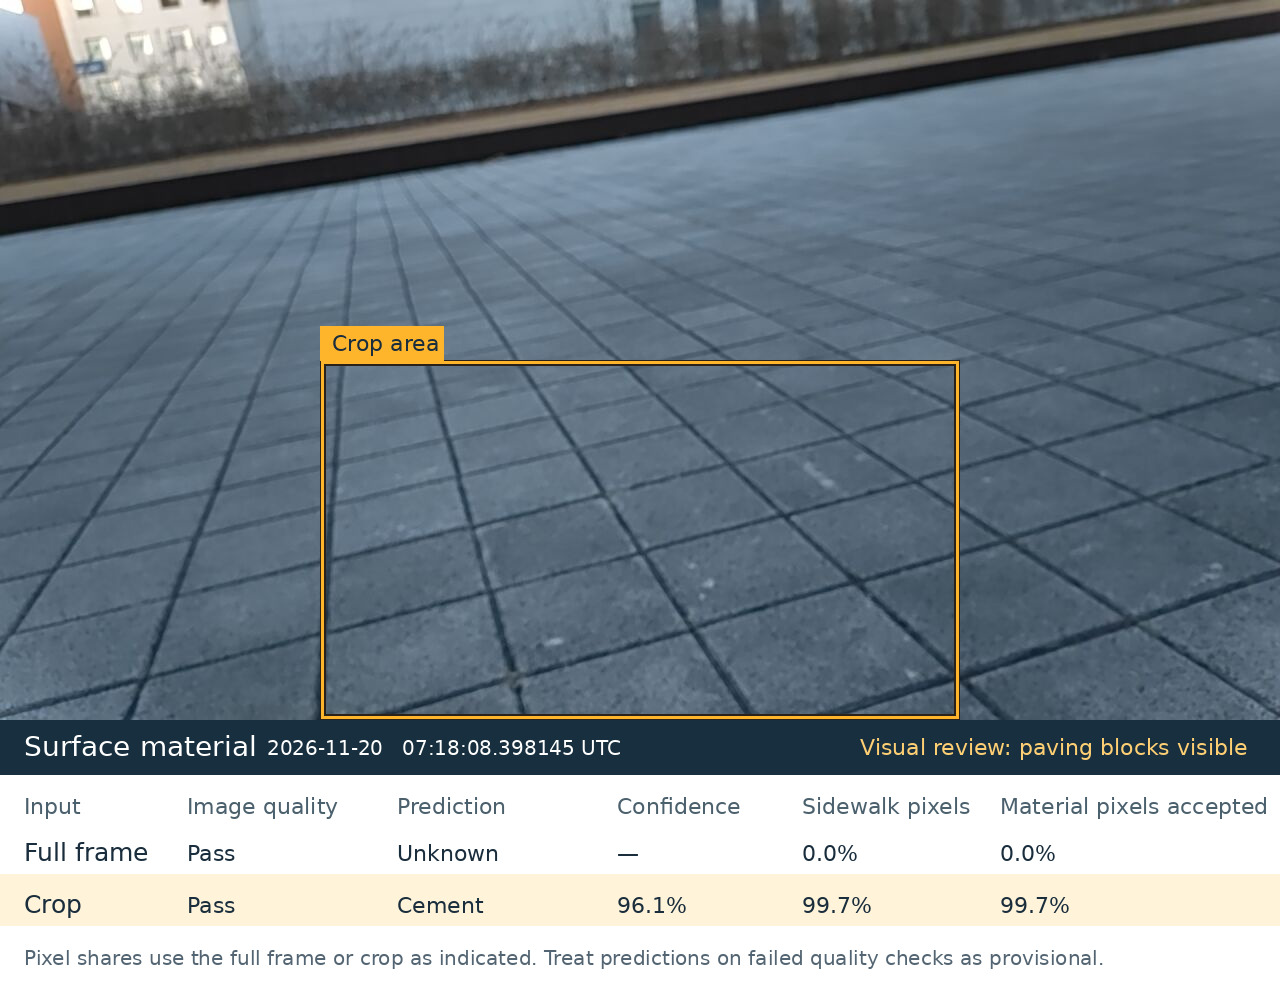 Crop area
Surface material 2026-11-20 07:18:08.398145 UTC Visual review: paving blocks visible
Input Image quality Prediction Confidence Sidewalk pixels Material pixels accepted
Full frame Pass Unknown — 0.0% 0.0%
Crop Pass Cement 96.1% 99.7% 99.7%
Pixel shares use the full frame or crop as indicated. Treat predictions on failed quality checks as provisional.